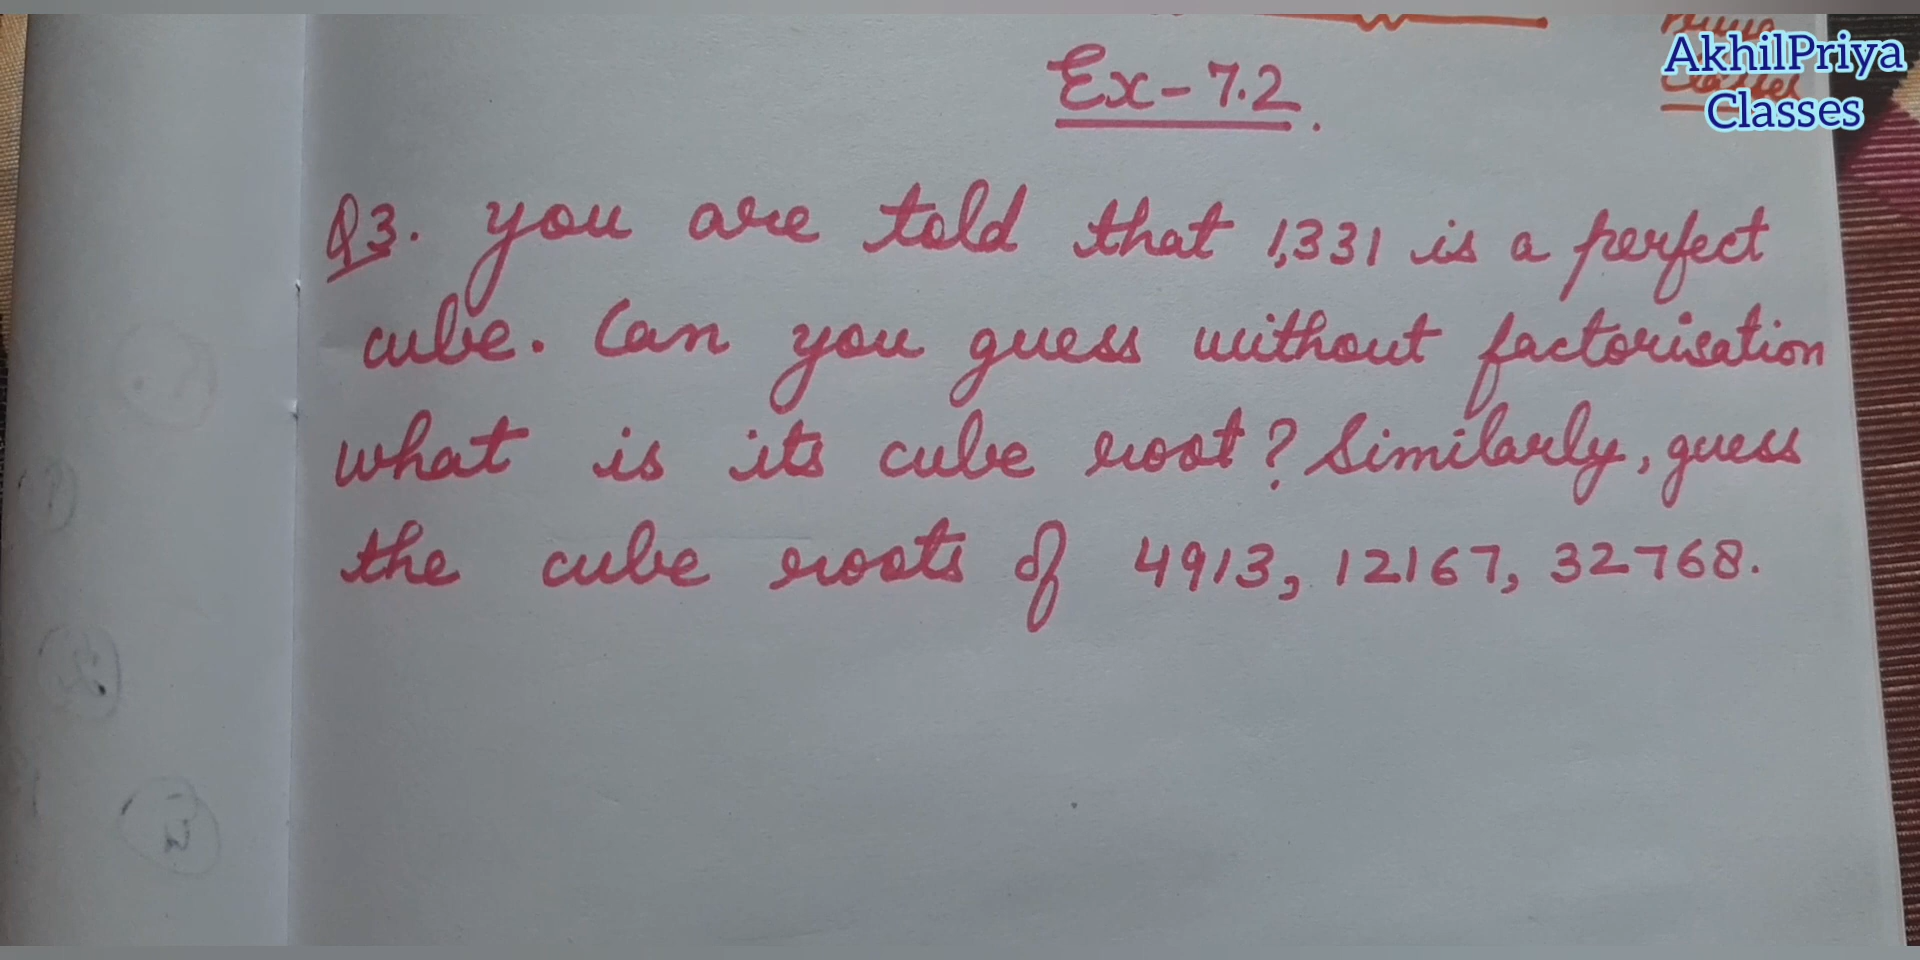 Ex-7.2.
AkhilPriya
Classes
Q3. you are told that 1,331 is a perfect
cube. Can you guess without factorisation
what is its cube root? Similarly, guess
the cube roots of 4913, 12167, 32768.